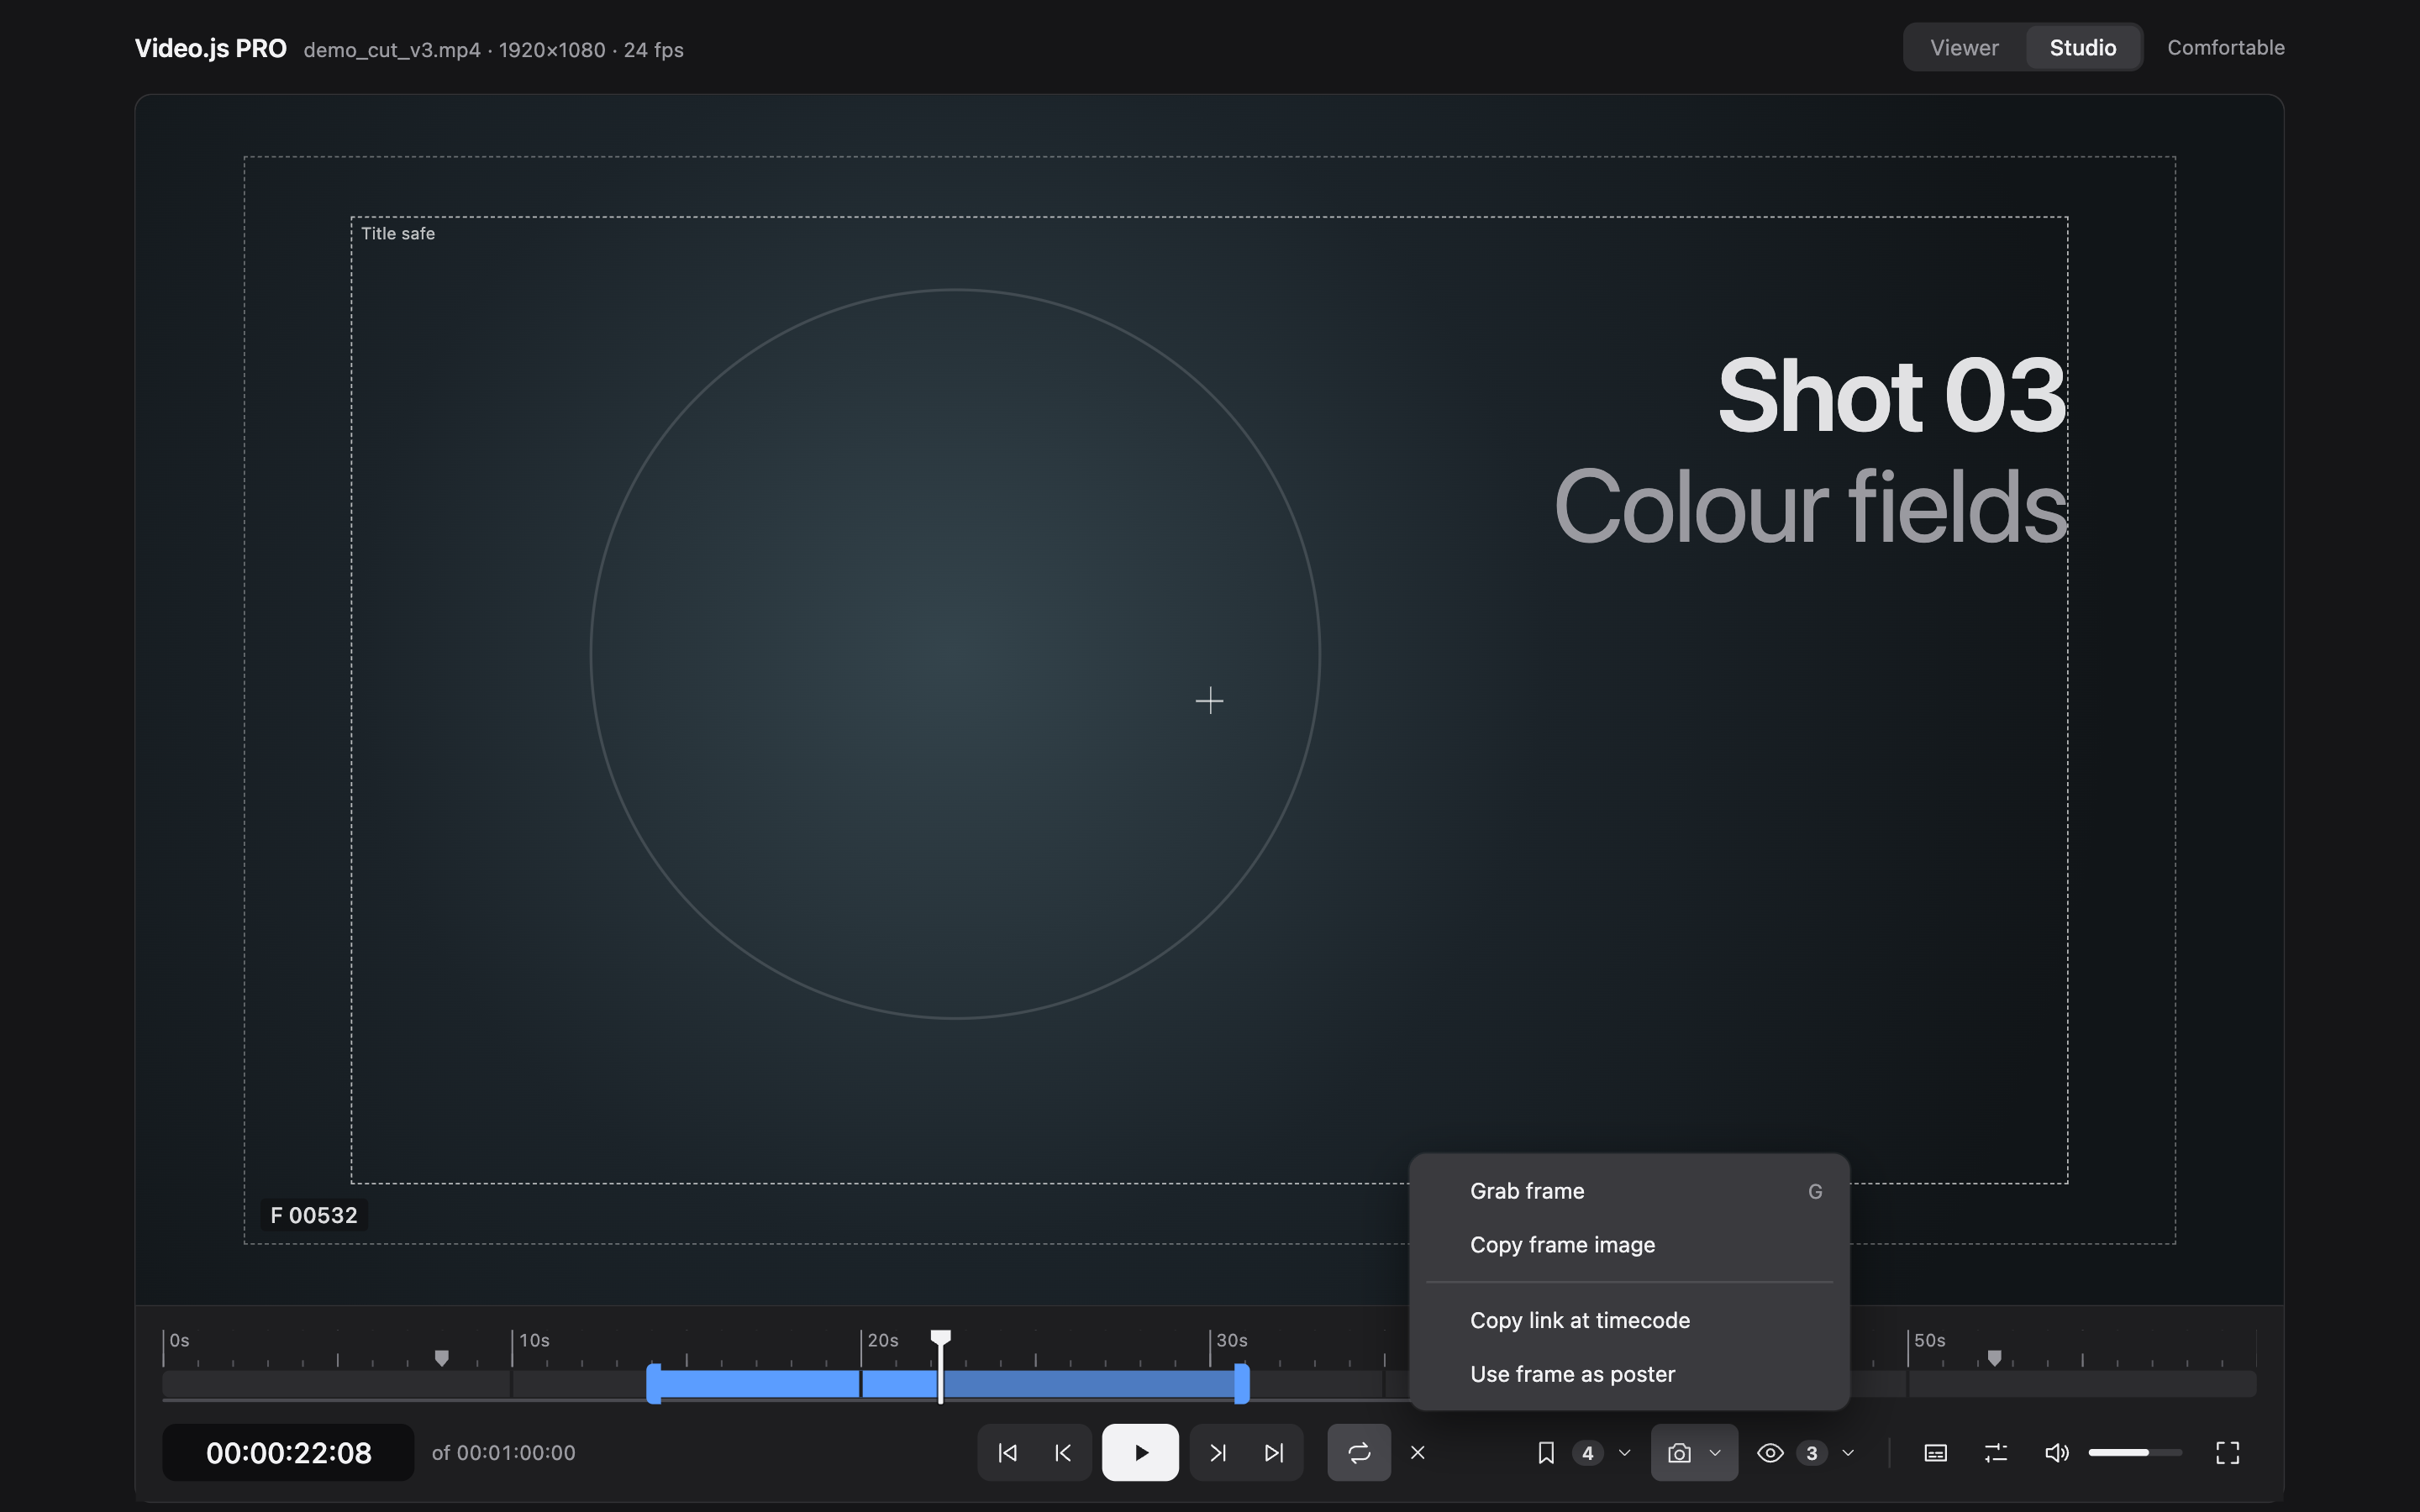 Video.js PRO demo_cut_v3.mp4 · 1920×1080 · 24 fps
Viewer Studio Comfortable
Title safe
Shot 03
Colour fields
F 00532
Grab frame G
Copy frame image
Copy link at timecode
Use frame as poster
0s 10s 20s 30s 50s
00:00:22:08 of 00:01:00:00
4 3